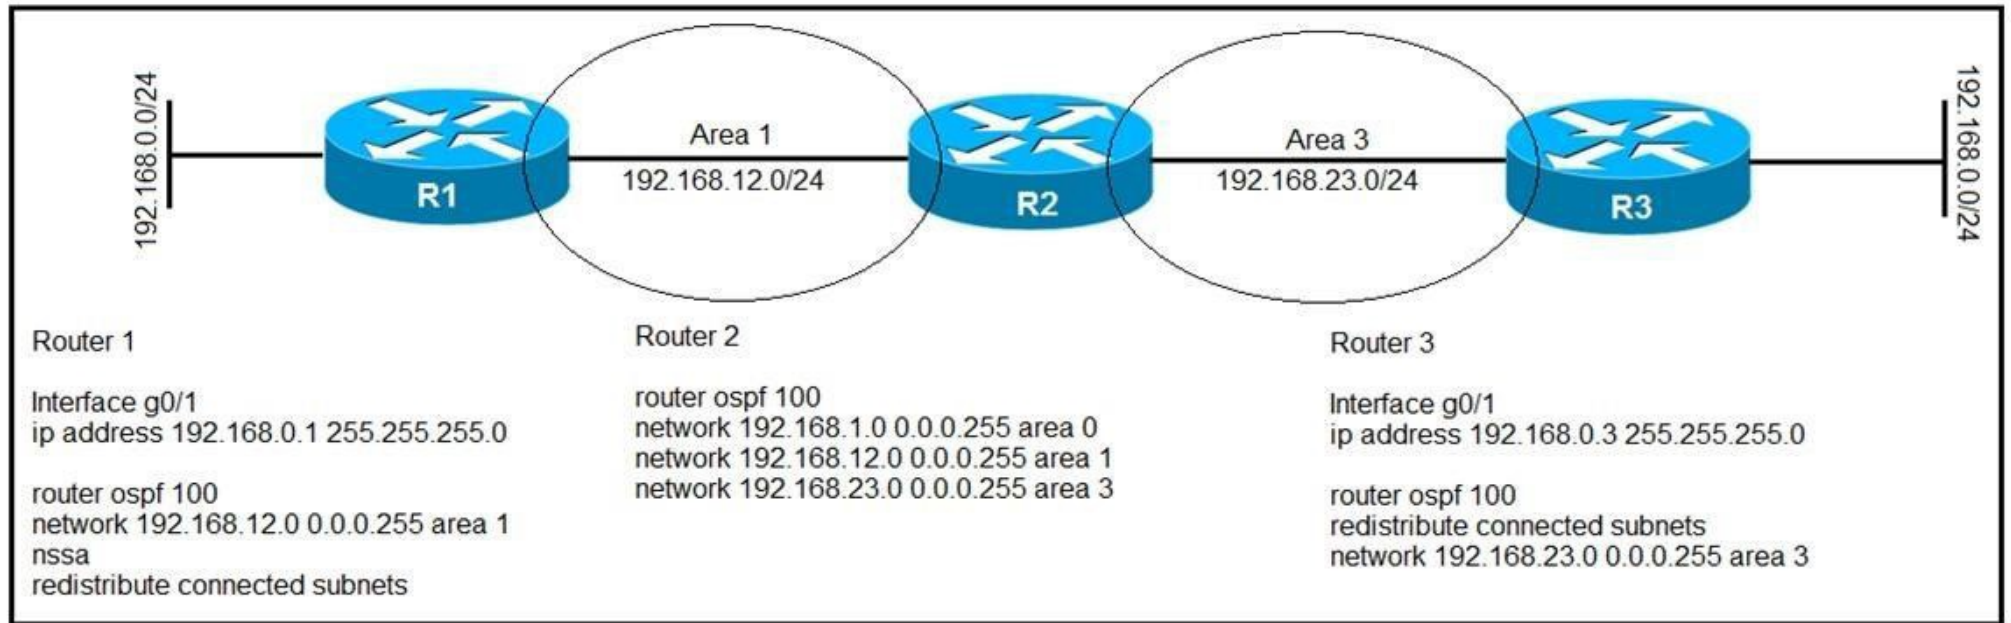 192.168.0.0/24
R1
Area 1
192.168.12.0/24
R2
Area 3
192.168.23.0/24
R3
192.168.0.0/24
Router 1
Interface g0/1
ip address 192.168.0.1 255.255.255.0
router ospf 100
network 192.168.12.0 0.0.0.255 area 1
nssa
redistribute connected subnets
Router 2
router ospf 100
network 192.168.1.0 0.0.0.255 area 0
network 192.168.12.0 0.0.0.255 area 1
network 192.168.23.0 0.0.0.255 area 3
Router 3
Interface g0/1
ip address 192.168.0.3 255.255.255.0
router ospf 100
redistribute connected subnets
network 192.168.23.0 0.0.0.255 area 3